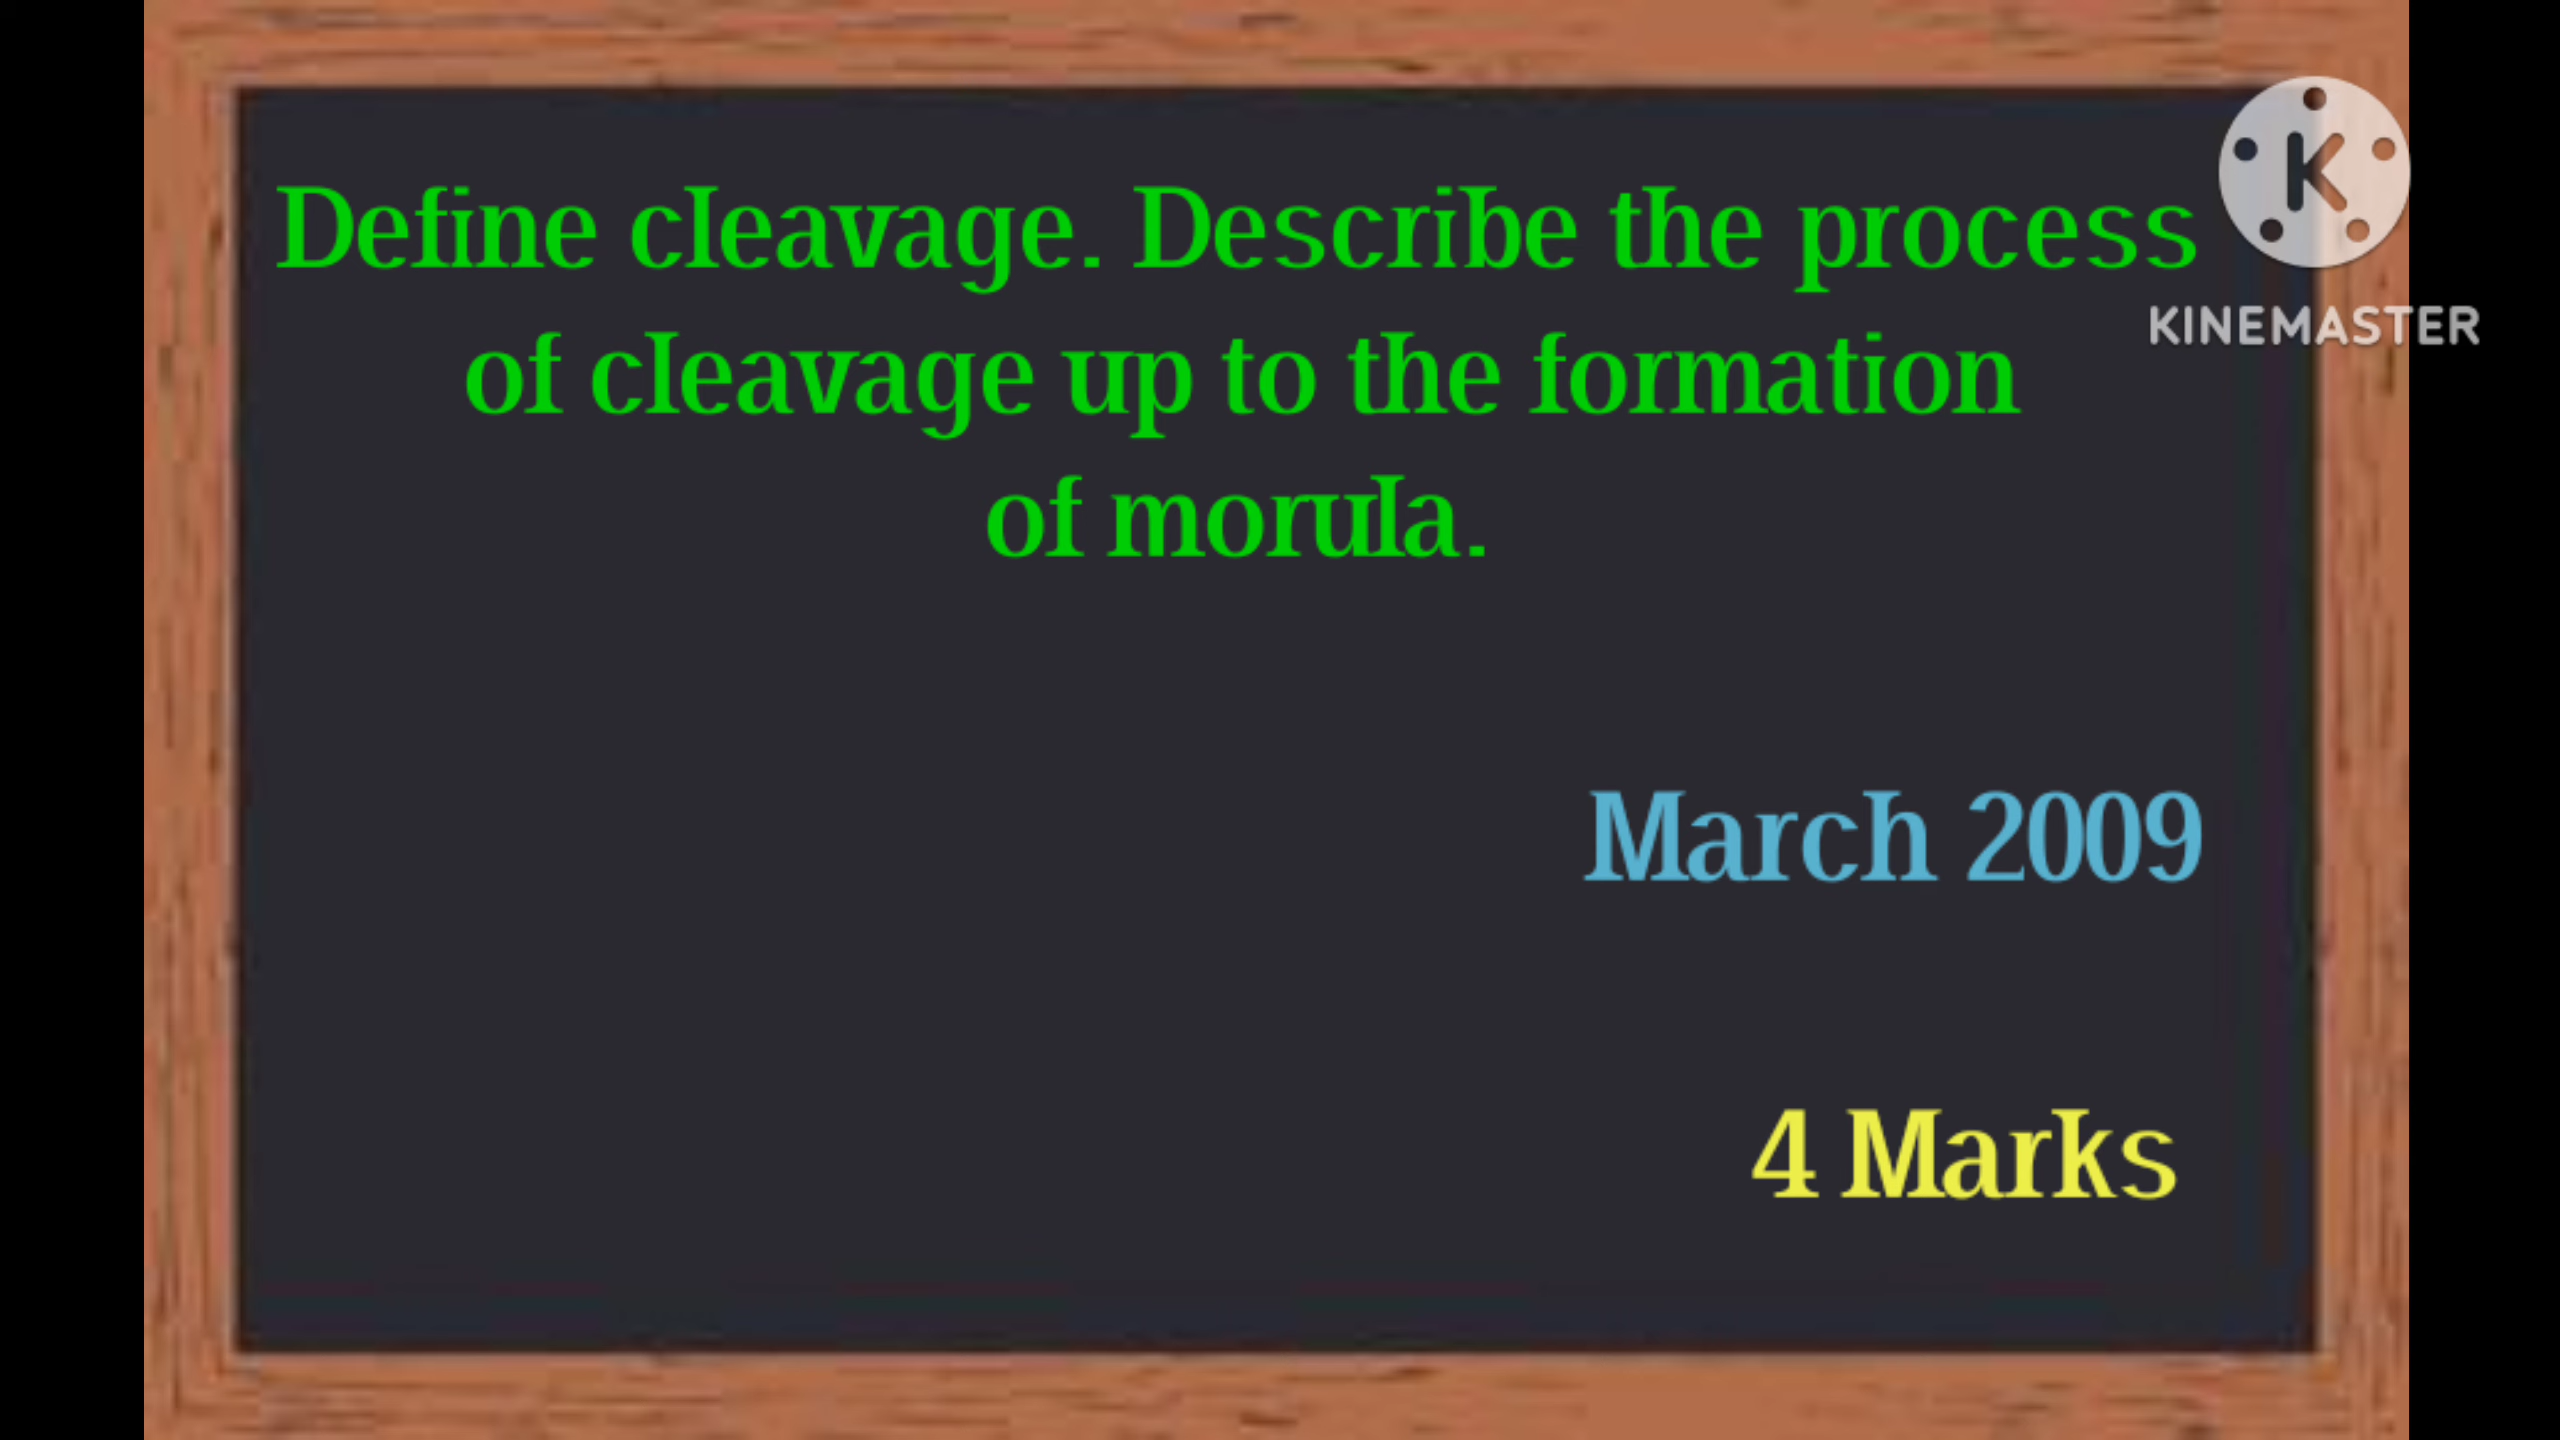 Define cleavage. Describe the process
of cleavage up to the formation
of morula.
K
KINEMASTER
March 2009
4 Marks